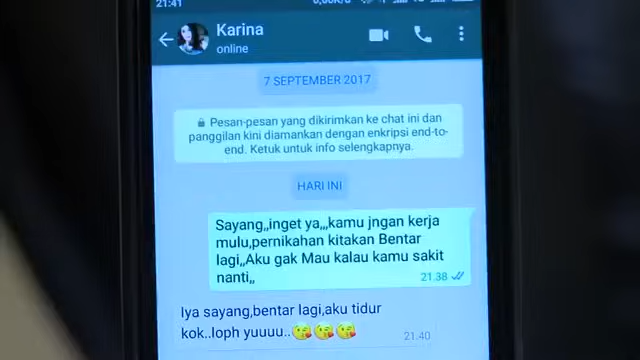 21:41
Karina
online
7 SEPTEMBER 2017
Pesan-pesan yang dikirimkan ke chat ini dan
panggilan kini diamankan dengan enkripsi end-to-
end. Ketuk untuk info selengkapnya.
HARI INI
Sayang,,inget ya,,,kamu jngan kerja
mulu,pernikahan kitakan Bentar
lagi,,Aku gak Mau kalau kamu sakit
nanti,,
21.38
Iya sayang,bentar lagi,aku tidur
kok..loph yuuuu..😘😘😘
21.40